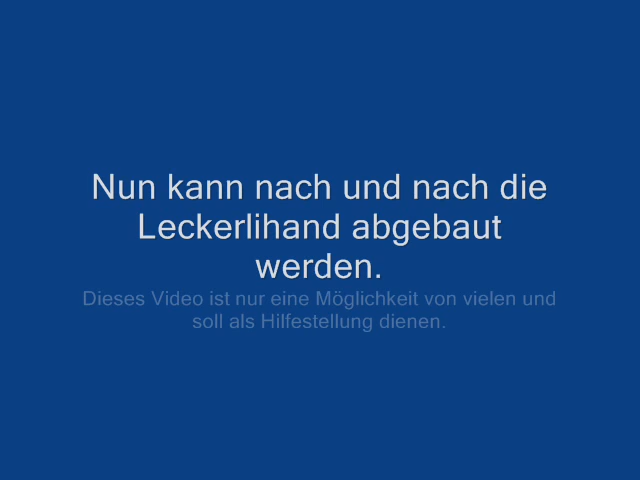 Nun kann nach und nach die
Leckerlihand abgebaut
werden.
Dieses Video ist nur eine Möglichkeit von vielen und
soll als Hilfestellung dienen.